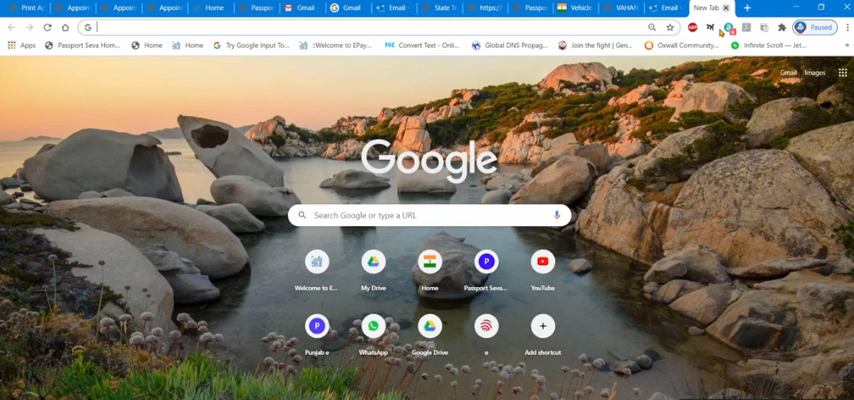 Print Ap Appoin Appoin Appoin Home Passpo Gmail Gmail Email State T https:/ Passpo Vehicle VAHAN Email New Tab
Paused
Apps Passport Seva Hom... Home Home Try Google Input To... ::Welcome to EPay... Convert Text - Onli... Global DNS Propag... Join the fight | Gen... Oxwall Community... Infinite Scroll — Jet...
Gmail Images
Google
Search Google or type a URL
Welcome to E... My Drive Home Passport Seva... YouTube
Punjab e WhatsApp Google Drive e Add shortcut